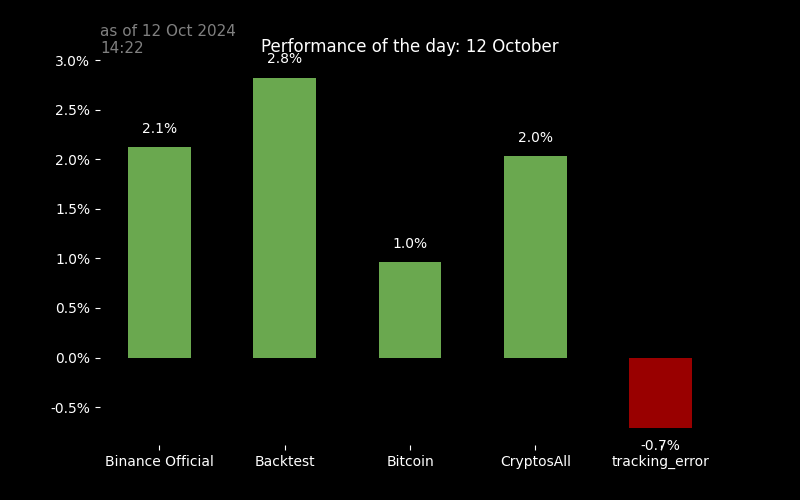 as of 12 Oct 2024
14:22
Performance of the day: 12 October
3.0%
2.5%
2.0%
1.5%
1.0%
0.5%
0.0%
-0.5%
2.1%
2.8%
1.0%
2.0%
-0.7%
Binance Official
Backtest
Bitcoin
CryptosAll
tracking_error